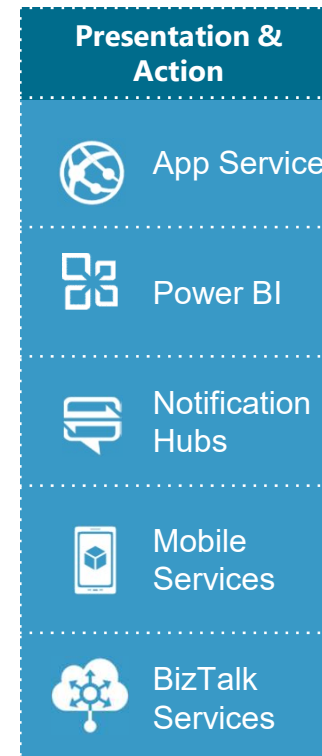 Presentation &
Action
App Service
Power BI
Notification
Hubs
Mobile
Services
BizTalk
Services